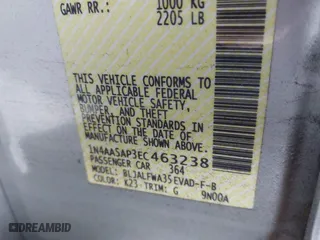 GAWR RR.: 1000 KG
2205 LB
THIS VEHICLE CONFORMS TO
ALL APPLICABLE FEDERAL
MOTOR VEHICLE SAFETY,
BUMPER, AND THEFT
PREVENTION STANDARDS IN
EFFECT ON THE DATE OF
MANUFACTURE SHOWN ABOVE.
1N4AA5AP3EC463238
PASSENGER CAR 364
MODEL: BLJALFWA35EVAD-F-B
COLOR: K23 TRIM: G 9N00A